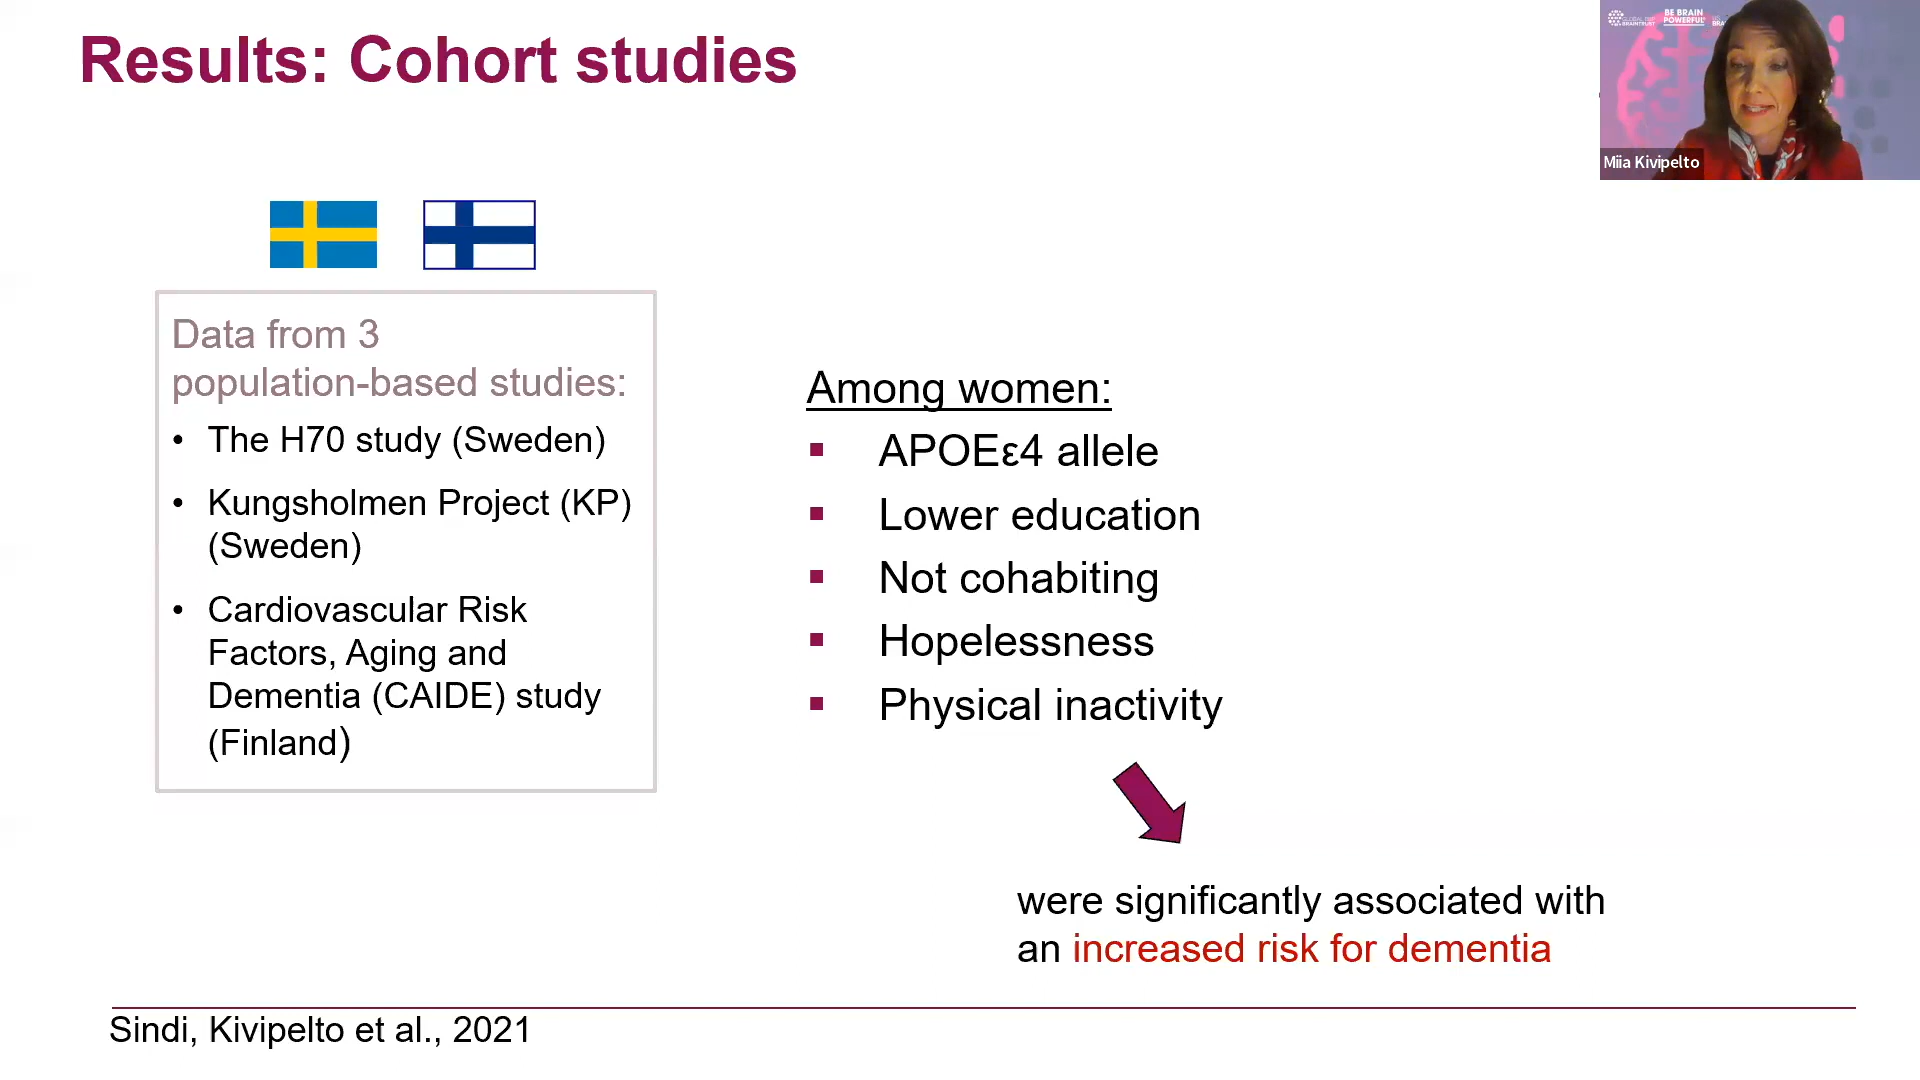 Results: Cohort studies
BE BRAIN
POWERFUL
Miia Kivipelto
Data from 3
population-based studies:
• The H70 study (Sweden)
• Kungsholmen Project (KP)
(Sweden)
• Cardiovascular Risk
Factors, Aging and
Dementia (CAIDE) study
(Finland)
Among women:
▪ APOEε4 allele
▪ Lower education
▪ Not cohabiting
▪ Hopelessness
▪ Physical inactivity
were significantly associated with
an increased risk for dementia
Sindi, Kivipelto et al., 2021